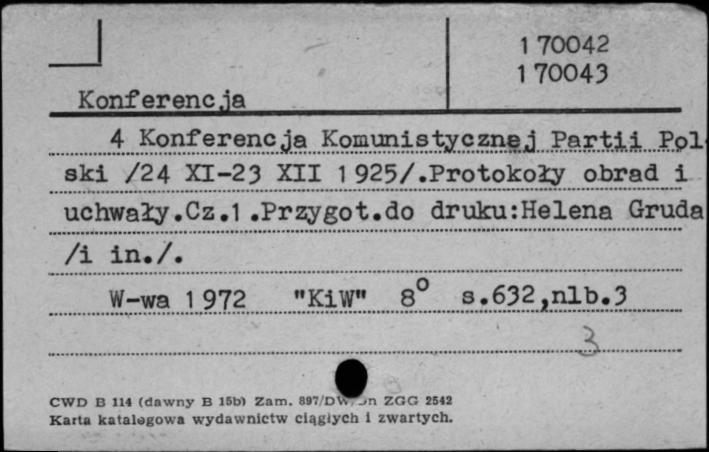 170042
170043
Konferencja
4 Konferencja Komunistycznej Partii Pol
ski /24 XI-23 XII 1925/.Protokoły obrad i
uchwały.Cz.1.Przygot.do druku:Helena Gruda
/i in./.
W-wa 1972 "KiW" 8° s.632,nlb.3
3
CWD B 114 (dawny B 15b) Zam. 897/DW ZGG 2542
Karta katalogowa wydawnictw ciągłych i zwartych.